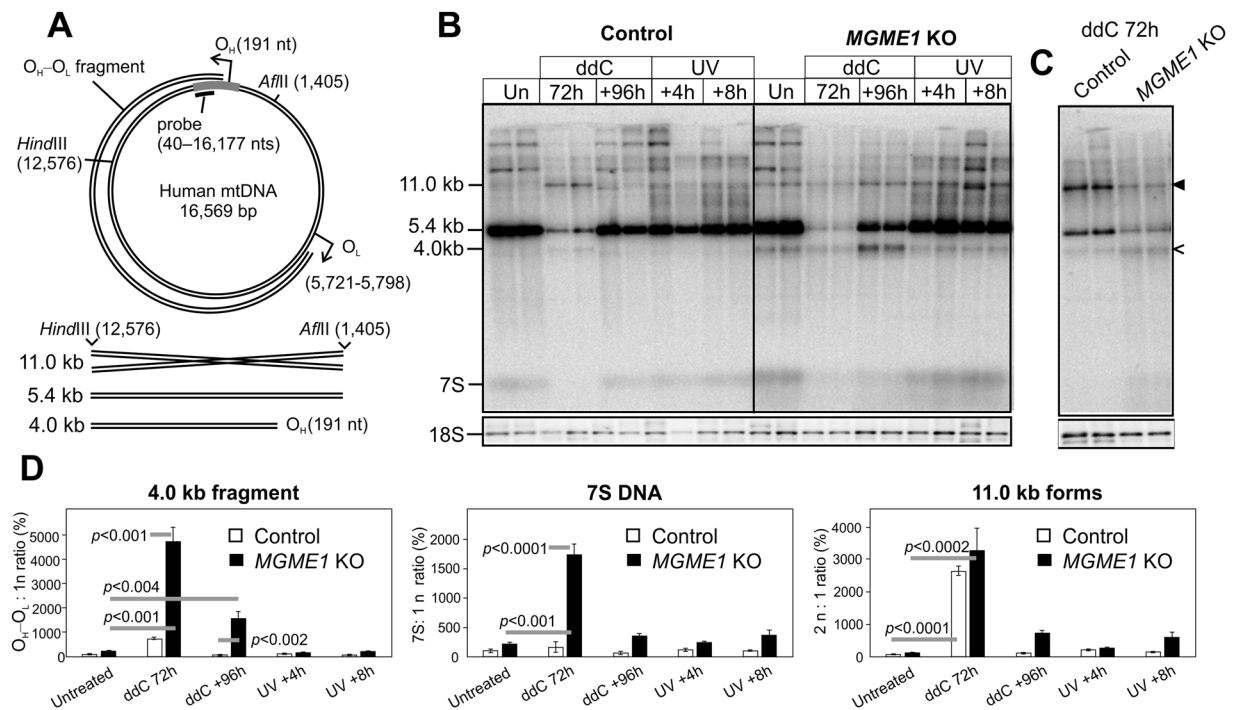 A
O_H(191 nt)
O_H–O_L fragment
AflII (1,405)
probe
(40–16,177 nts)
HindIII
(12,576)
Human mtDNA
16,569 bp
O_L
(5,721-5,798)
HindIII (12,576)
AflII (1,405)
11.0 kb
5.4 kb
4.0 kb
O_H(191 nt)
B
Control
MGME1 KO
ddC
UV
ddC
UV
Un
72h
+96h
+4h
+8h
Un
72h
+96h
+4h
+8h
11.0 kb
5.4 kb
4.0kb
7S
18S
C
ddC 72h
Control
MGME1 KO
D
4.0 kb fragment
O_H–O_L : 1n ratio (%)
5000
4000
3000
2000
1000
0
p<0.001
p<0.004
p<0.001
p<0.002
Control
MGME1 KO
Untreated
ddC 72h
ddC +96h
UV +4h
UV +8h
7S DNA
7S: 1 n ratio (%)
2000
1500
1000
500
0
p<0.0001
p<0.001
Control
MGME1 KO
Untreated
ddC 72h
ddC +96h
UV +4h
UV +8h
11.0 kb forms
2 n : 1 ratio (%)
4000
3000
2000
1000
0
p<0.0002
p<0.0001
Control
MGME1 KO
Untreated
ddC 72h
ddC +96h
UV +4h
UV +8h